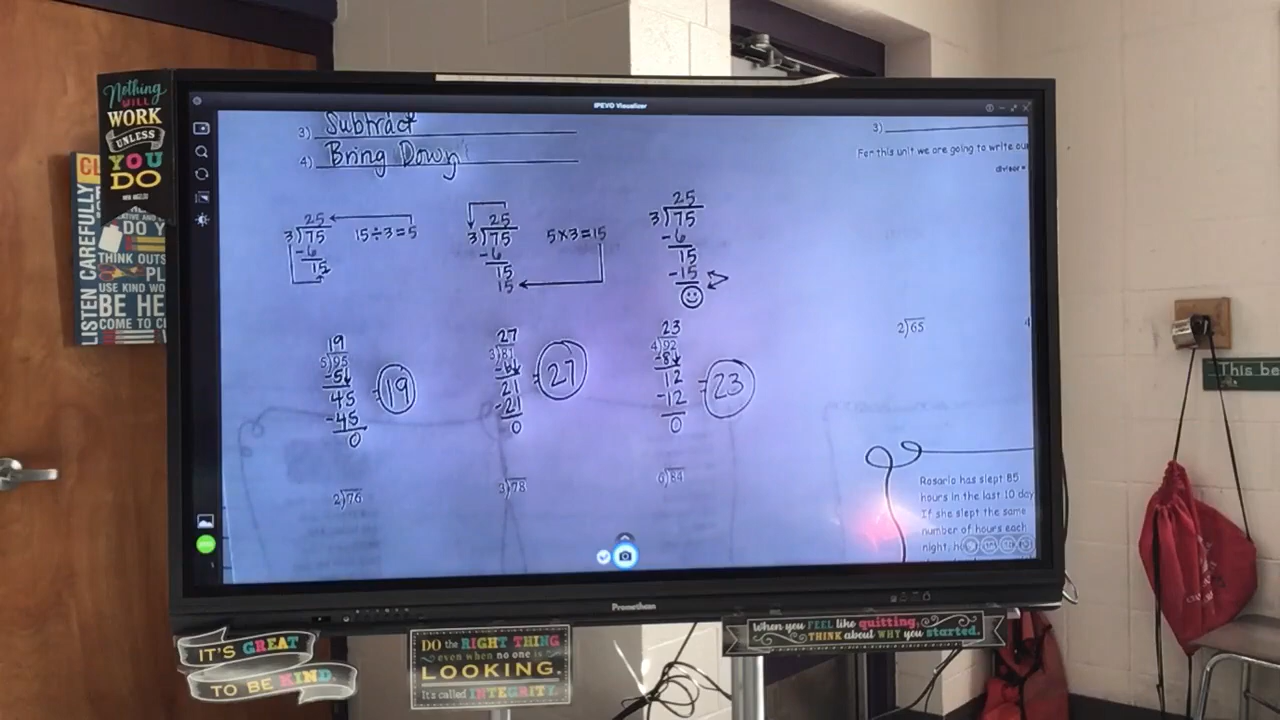 Nothing
WILL
WORK
UNLESS
YOU
DO
LISTEN CAREFULLY
DO Y
THINK OUTS
PL
USE KIND WO
BE HE
COME TO C
IPEVO Visualizer
3) Subtract
4) Bring Down
3)
For this unit we are going to write ou
divisor =
25
3)75
-6
15
15÷3=5
25
3)75
-6
15
15
5×3=15
25
3)75
-6
15
-15
19
5)95
-5
45
-45
0
=19
27
3)81
-6
21
-21
0
=27
23
4)92
-8
12
-12
0
=23
2)65
4
2)76
3)78
6)84
Rosario has slept 85
hours in the last 10 day
If she slept the same
number of hours each
night, h
Promethean
This be
IT'S GREAT
TO BE KIND
DO the RIGHT THING
even when no one is
LOOKING.
It's called INTEGRITY.
When you FEEL like quitting,
THINK about WHY you started.